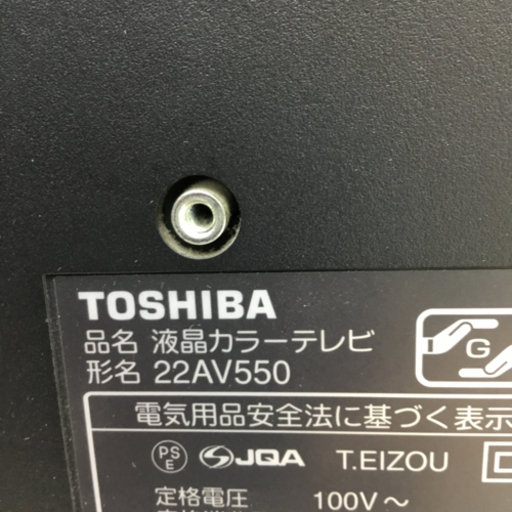 TOSHIBA
品名 液晶カラーテレビ
形名 22AV550
G
電気用品安全法に基づく表示
PS E JQA T.EIZOU
定格電圧 100V～